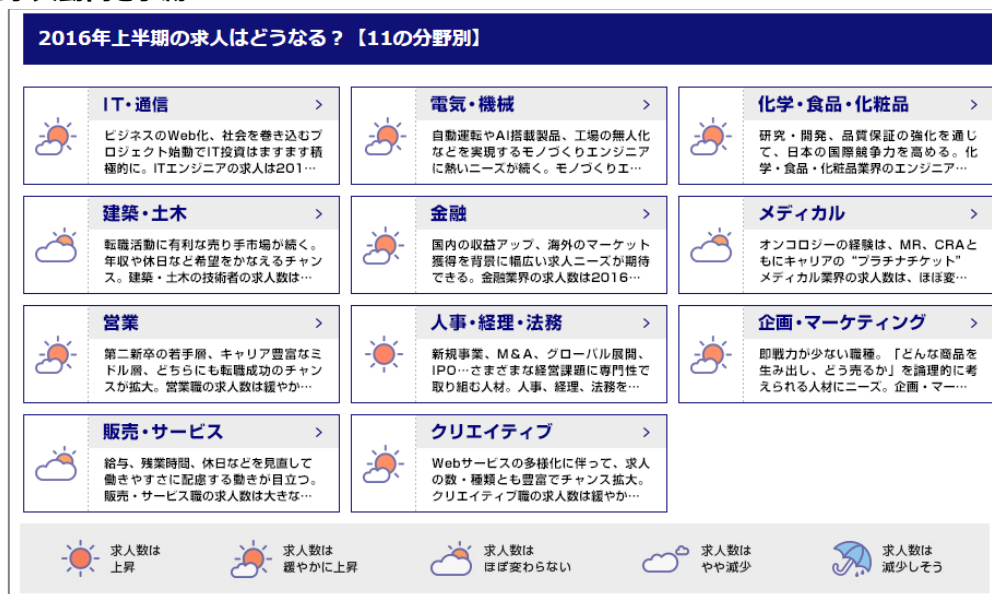 2016年上半期の求人はどうなる？【11の分野別】
IT・通信
ビジネスのWeb化、社会を巻き込むプ
ロジェクト始動でIT投資はますます積
極的に。ITエンジニアの求人は201…
電気・機械
自動運転やAI搭載製品、工場の無人化
などを実現するモノづくりエンジニア
に熱いニーズが続く。モノづくりエ…
化学・食品・化粧品
研究・開発、品質保証の強化を通じ
て、日本の国際競争力を高める。化
学・食品・化粧品業界のエンジニア…
建築・土木
転職活動に有利な売り手市場が続く。
年収や休日など希望をかなえるチャン
ス。建築・土木の技術者の求人数は…
金融
国内の収益アップ、海外のマーケット
獲得を背景に幅広い求人ニーズが期待
できる。金融業界の求人数は2016…
メディカル
オンコロジーの経験は、MR、CRAと
もにキャリアの“プラチナチケット”
メディカル業界の求人数は、ほぼ変…
営業
第二新卒の若手層、キャリア豊富なミ
ドル層、どちらにも転職成功のチャン
スが拡大。営業職の求人数は緩やか…
人事・経理・法務
新規事業、M&A、グローバル展開、
IPO…さまざまな経営課題に専門性で
取り組む人材。人事、経理、法務を…
企画・マーケティング
即戦力が少ない職種。「どんな商品を
生み出し、どう売るか」を論理的に考
えられる人材にニーズ。企画・マー…
販売・サービス
給与、残業時間、休日などを見直して
働きやすさに配慮する動きが目立つ。
販売・サービス職の求人数は大きな…
クリエイティブ
Webサービスの多様化に伴って、求人
の数・種類とも豊富でチャンス拡大。
クリエイティブ職の求人数は緩やか…
求人数は
上昇
求人数は
緩やかに上昇
求人数は
ほぼ変わらない
求人数は
やや減少
求人数は
減少しそう